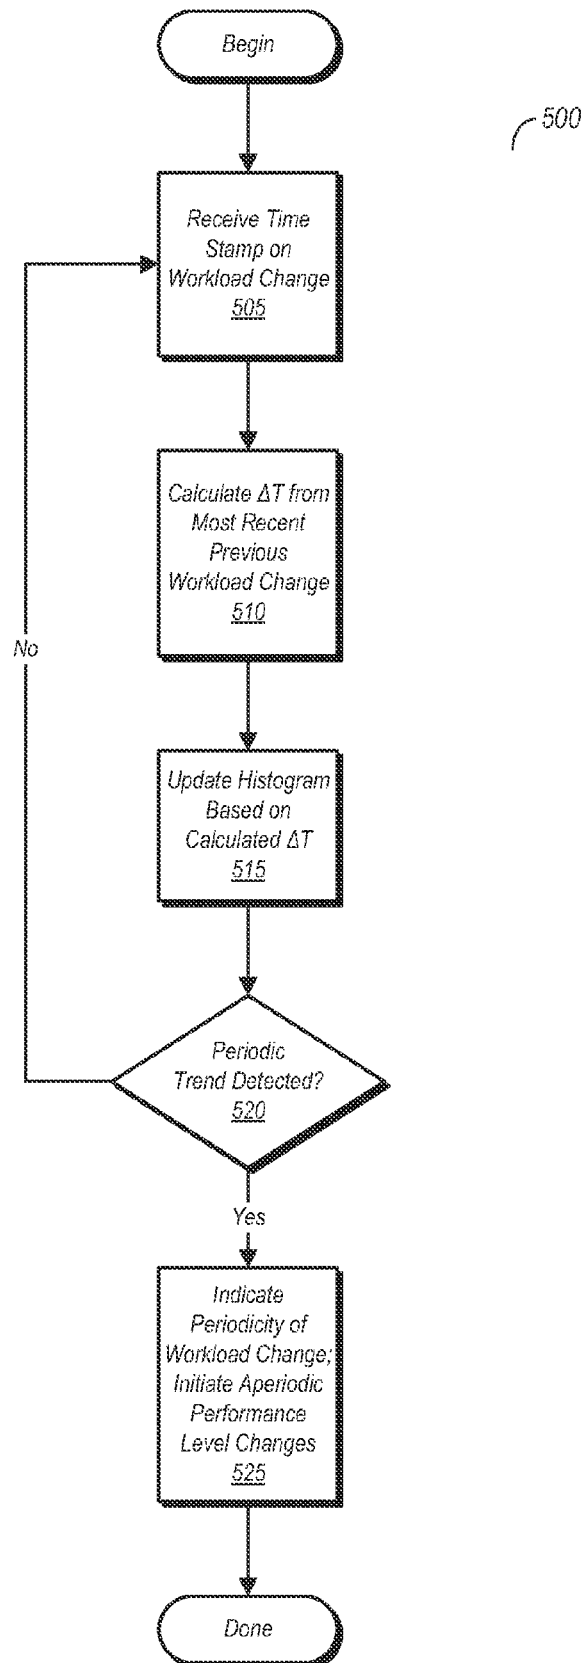 Begin
500
Receive Time
Stamp on
Workload Change
505
Calculate ΔT from
Most Recent
Previous
Workload Change
510
No
Update Histogram
Based on
Calculated ΔT
515
Periodic
Trend Detected?
520
Yes
Indicate
Periodicity of
Workload Change;
Initiate Aperiodic
Performance
Level Changes
525
Done